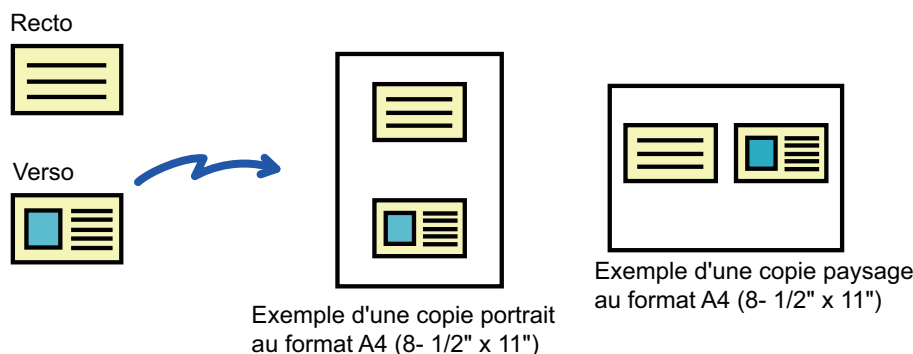 Recto
Verso
Exemple d'une copie portrait
au format A4 (8- 1/2" x 11")
Exemple d'une copie paysage
au format A4 (8- 1/2" x 11")